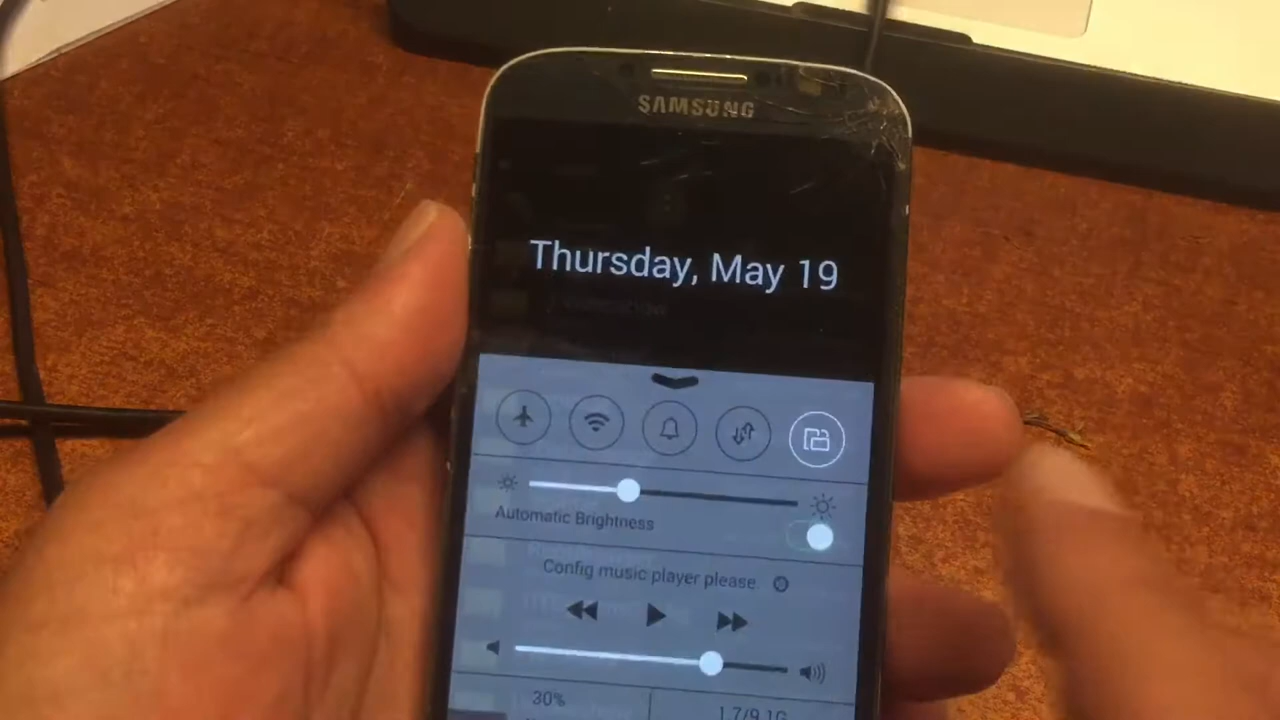 SAMSUNG
Thursday, May 19
Automatic Brightness
Config music player please.
30%
1.7/9.1G